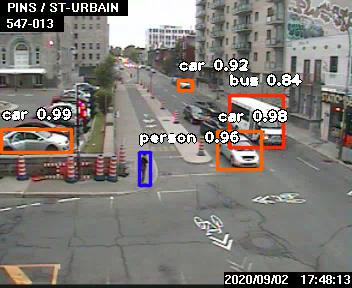 PINS / ST-URBAIN
547-013
car 0.92
bus 0.84
car 0.99
car 0.98
person 0.96
2020/09/02 17:48:13